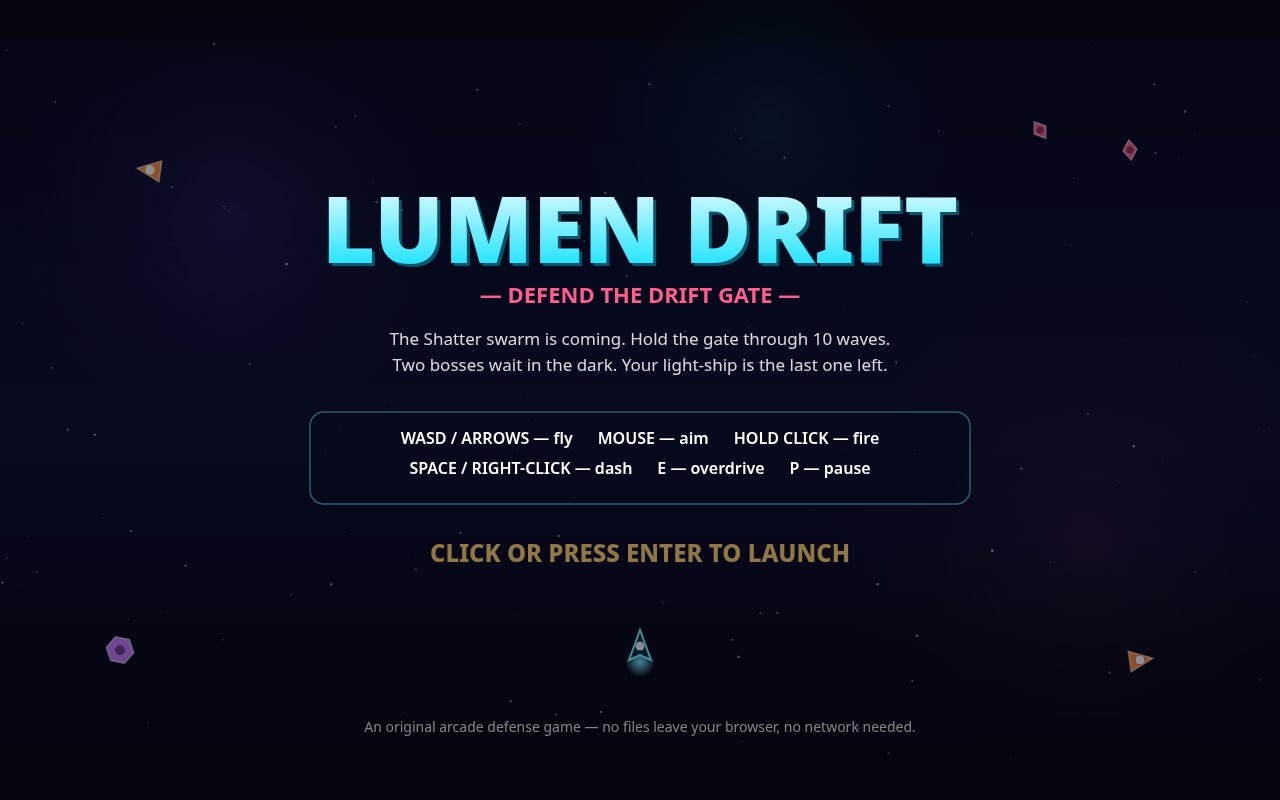 LUMEN DRIFT
— DEFEND THE DRIFT GATE —
The Shatter swarm is coming. Hold the gate through 10 waves.
Two bosses wait in the dark. Your light-ship is the last one left.
WASD / ARROWS — fly MOUSE — aim HOLD CLICK — fire
SPACE / RIGHT-CLICK — dash E — overdrive P — pause
CLICK OR PRESS ENTER TO LAUNCH
An original arcade defense game — no files leave your browser, no network needed.